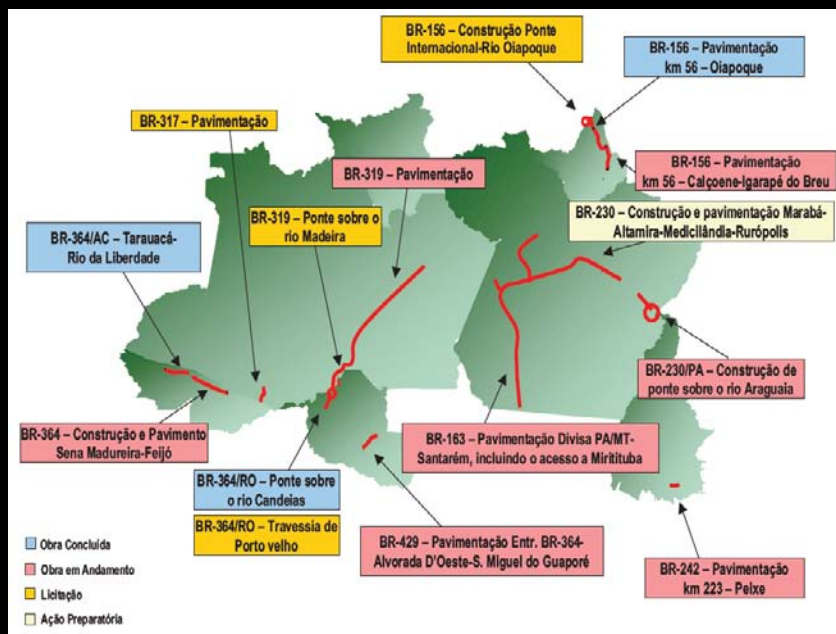 BR-156 – Construção Ponte
Internacional-Rio Oiapoque
BR-156 – Pavimentação
km 56 – Oiapoque
BR-317 – Pavimentação
BR-319 – Pavimentação
BR-156 – Pavimentação
km 56 – Calçoene-Igarapé do Breu
BR-319 – Ponte sobre o
rio Madeira
BR-230 – Construção e pavimentação Marabá-
Altamira-Medicilândia-Rurópolis
BR-364/AC – Tarauacá-
Rio da Liberdade
BR-230/PA – Construção de
ponte sobre o rio Araguaia
BR-364 – Construção e Pavimento
Sena Madureira-Feijó
BR-163 – Pavimentação Divisa PA/MT-
Santarém, incluindo o acesso a Miritituba
BR-364/RO – Ponte sobre
o rio Candeias
BR-364/RO – Travessia de
Porto velho
BR-429 – Pavimentação Entr. BR-364-
Alvorada D'Oeste-S. Miguel do Guaporé
BR-242 – Pavimentação
km 223 – Peixe
Obra Concluída
Obra em Andamento
Licitação
Ação Preparatória